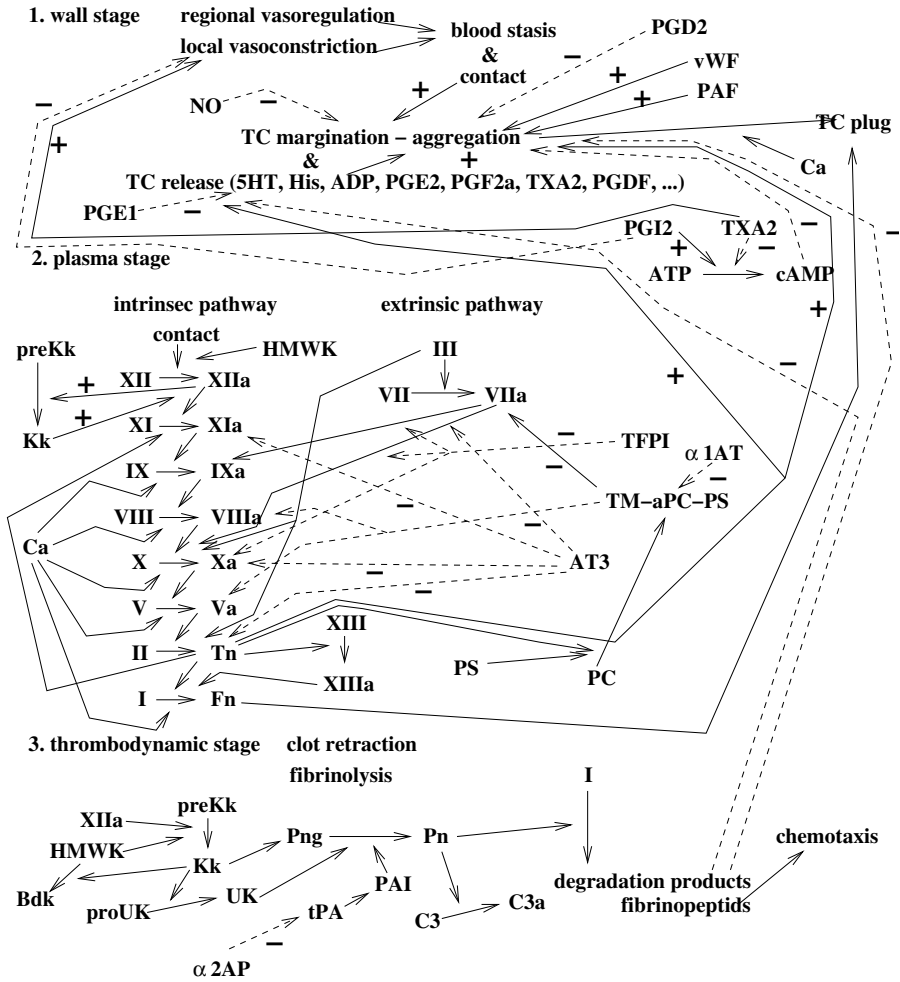 1. wall stage regional vasoregulation
local vasoconstriction
blood stasis
&
contact
PGD2
vWF
PAF
NO
TC plug
TC margination – aggregation
&
Ca
TC release (5HT, His, ADP, PGE2, PGF2a, TXA2, PGDF, ...)
PGE1
PGI2 TXA2
2. plasma stage
ATP cAMP
intrinsec pathway extrinsic pathway
contact
preKk HMWK III
XII XIIa
VII VIIa
Kk XI XIa
TFPI
α 1AT
IX IXa
TM–aPC–PS
VIII VIIIa
Ca
X Xa AT3
V Va
XIII
II Tn
PS PC
XIIIa
I Fn
3. thrombodynamic stage clot retraction
fibrinolysis
I
preKk
XIIa
Png Pn
chemotaxis
HMWK
Kk
PAI
degradation products
Bdk
UK
C3a
fibrinopeptids
proUK
tPA
C3
α 2AP
+ + + + + + + + + + +
– – – – – – – – – – – – – – – – –